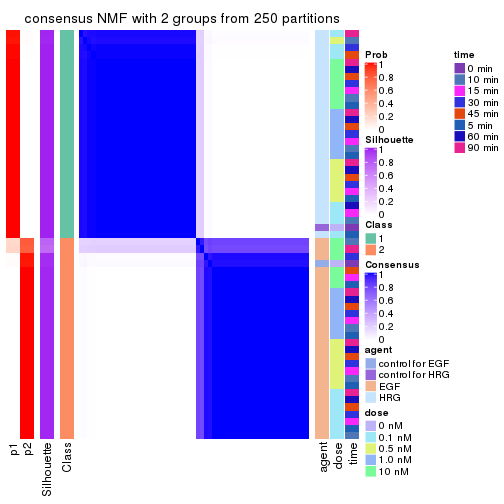 consensus NMF with 2 groups from 250 partitions
Prob
1
0.8
0.6
0.4
0.2
0
Silhouette
1
0.8
0.6
0.4
0.2
0
Class
1
2
Consensus
1
0.8
0.6
0.4
0.2
0
agent
control for EGF
control for HRG
EGF
HRG
dose
0 nM
0.1 nM
0.5 nM
1.0 nM
10 nM
time
0 min
10 min
15 min
30 min
45 min
5 min
60 min
90 min
p1
p2
Silhouette
Class
agent
dose
time